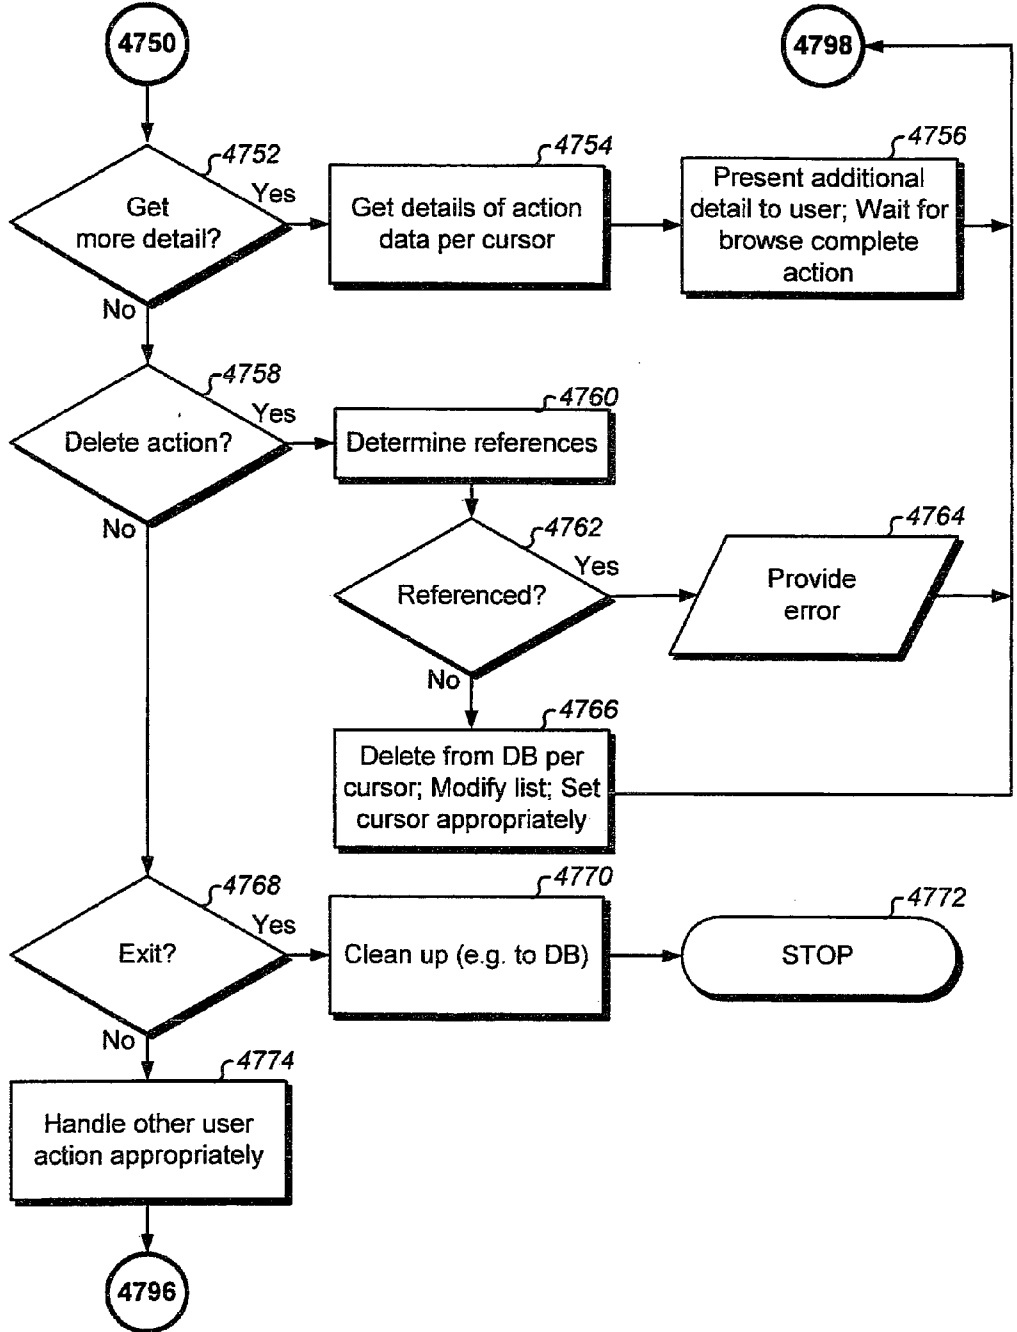 4750
4798
4752
Yes
Get
more detail?
No
4754
Get details of action
data per cursor
4756
Present additional
detail to user; Wait for
browse complete
action
4758
Yes
Delete action?
No
4760
Determine references
4762
Yes
Referenced?
No
4764
Provide
error
4766
Delete from DB per
cursor; Modify list; Set
cursor appropriately
4768
Yes
Exit?
No
4770
Clean up (e.g. to DB)
4772
STOP
4774
Handle other user
action appropriately
4796